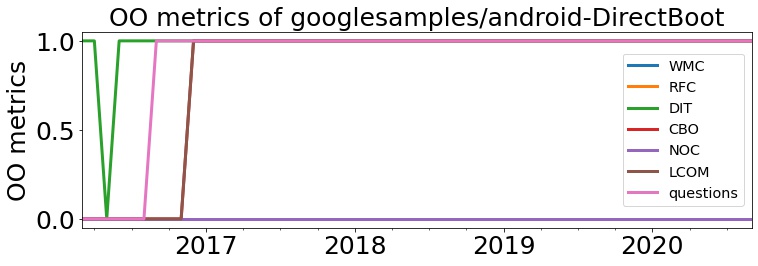 OO metrics of googlesamples/android-DirectBoot
OO metrics
1.0
0.5
0.0
WMC
RFC
DIT
CBO
NOC
LCOM
questions
2017 2018 2019 2020